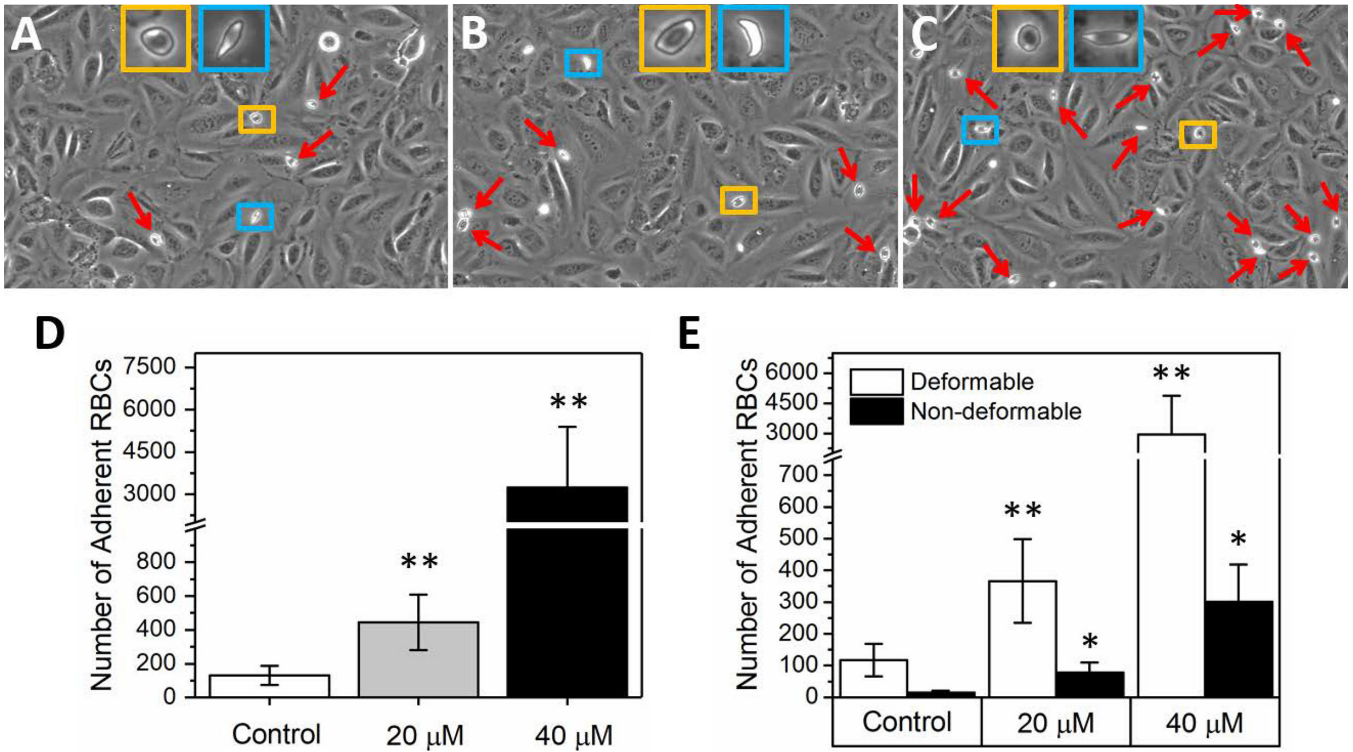 A
B
C
D
Number of Adherent RBCs
7500
6000
4500
3000
800
600
400
200
0
**
**
Control
20 μM
40 μM
E
Number of Adherent RBCs
6000
4500
3000
700
600
500
400
300
200
100
0
Deformable
Non-deformable
**
*
**
*
Control
20 μM
40 μM